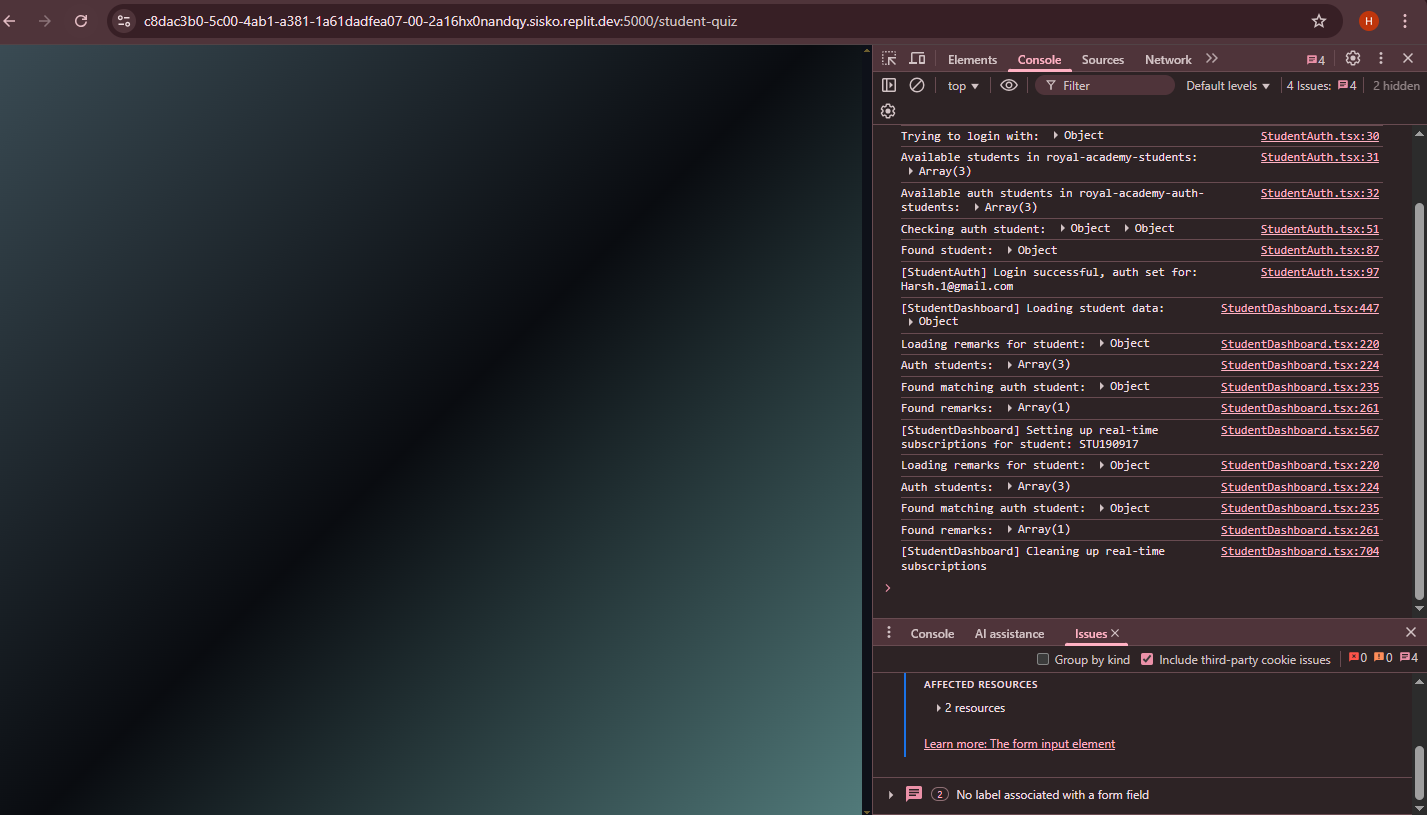 c8dac3b0-5c00-4ab1-a381-1a61dadfea07-00-2a16hx0nandqy.sisko.replit.dev:5000/student-quiz
H
Elements Console Sources Network 4
top Filter Default levels 4 Issues: 4 2 hidden
Trying to login with: Object StudentAuth.tsx:30
Available students in royal-academy-students: StudentAuth.tsx:31
Array(3)
Available auth students in royal-academy-auth- StudentAuth.tsx:32
students: Array(3)
Checking auth student: Object Object StudentAuth.tsx:51
Found student: Object StudentAuth.tsx:87
[StudentAuth] Login successful, auth set for: StudentAuth.tsx:97
Harsh.1@gmail.com
[StudentDashboard] Loading student data: StudentDashboard.tsx:447
Object
Loading remarks for student: Object StudentDashboard.tsx:220
Auth students: Array(3) StudentDashboard.tsx:224
Found matching auth student: Object StudentDashboard.tsx:235
Found remarks: Array(1) StudentDashboard.tsx:261
[StudentDashboard] Setting up real-time StudentDashboard.tsx:567
subscriptions for student: STU190917
Loading remarks for student: Object StudentDashboard.tsx:220
Auth students: Array(3) StudentDashboard.tsx:224
Found matching auth student: Object StudentDashboard.tsx:235
Found remarks: Array(1) StudentDashboard.tsx:261
[StudentDashboard] Cleaning up real-time StudentDashboard.tsx:704
subscriptions
Console AI assistance Issues
Group by kind Include third-party cookie issues 0 0 4
AFFECTED RESOURCES
2 resources
Learn more: The form input element
2 No label associated with a form field